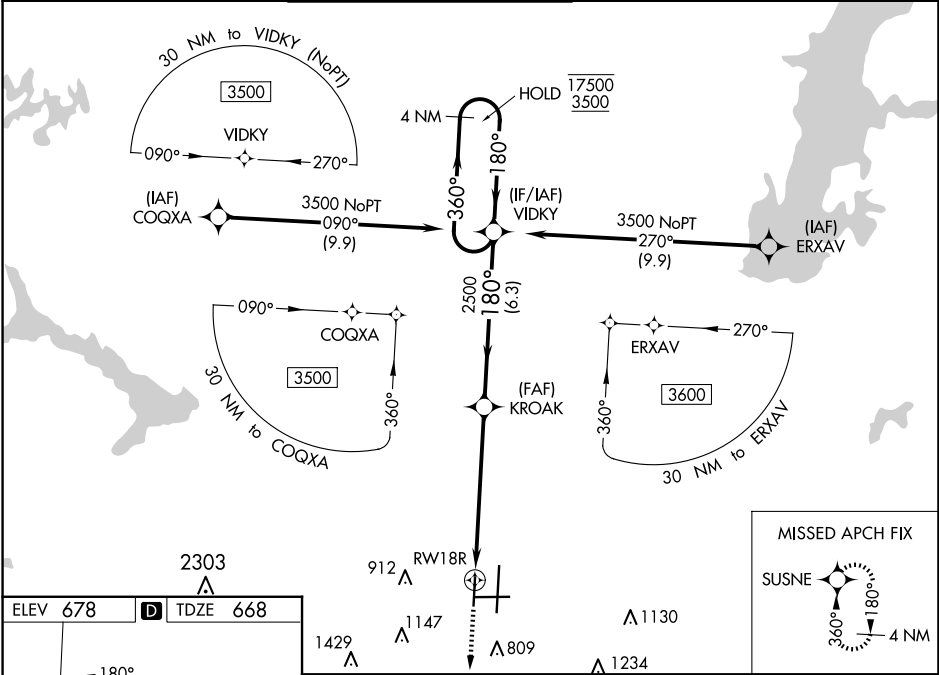 30 NM to VIDKY (NoPT)
3500
VIDKY
090°
270°
HOLD
17500
3500
4 NM
360°
180°
(IAF)
COQXA
3500 NoPT
090°
(9.9)
(IF/IAF)
VIDKY
3500 NoPT
270°
(9.9)
(IAF)
ERXAV
2500
180°
(6.3)
090°
COQXA
3500
360°
30 NM to COQXA
270°
ERXAV
3600
360°
30 NM to ERXAV
(FAF)
KROAK
RW18R
2303
912
1147
1429
809
1130
1234
MISSED APCH FIX
SUSNE
360°
180°
4 NM
ELEV 678 D TDZE 668
180°